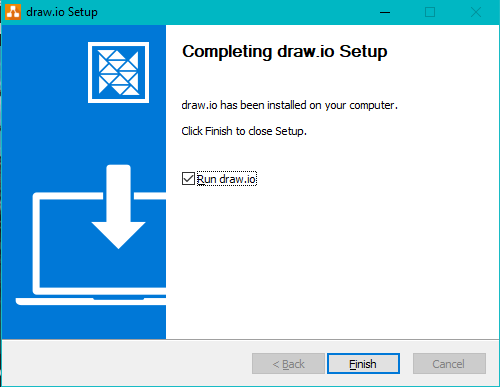 draw.io Setup
Completing draw.io Setup
draw.io has been installed on your computer.
Click Finish to close Setup.
Run draw.io
< Back
Finish
Cancel